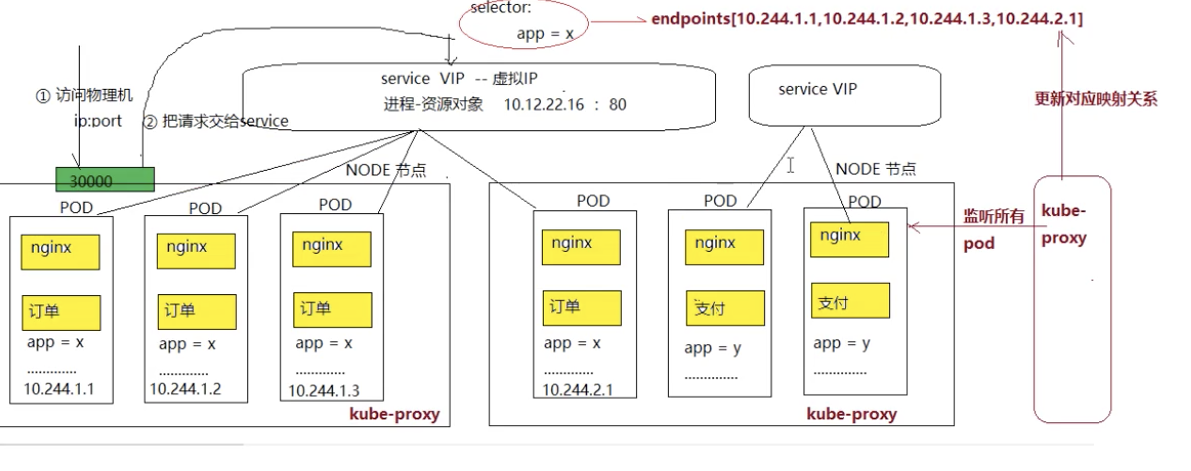 selector:
app = x
endpoints[10.244.1.1,10.244.1.2,10.244.1.3,10.244.2.1]
① 访问物理机
ip:port
② 把请求交给service
service VIP -- 虚拟IP
进程-资源对象 10.12.22.16 : 80
service VIP
更新对应映射关系
30000
NODE 节点
NODE 节点
POD
nginx
订单
app = x
.............
10.244.1.1
POD
nginx
订单
app = x
.............
10.244.1.2
POD
nginx
订单
app = x
.............
10.244.1.3
kube-proxy
POD
nginx
订单
app = x
.............
10.244.2.1
POD
nginx
支付
app = y
.............
POD
nginx
支付
app = y
.............
kube-proxy
监听所有
pod
kube-
proxy